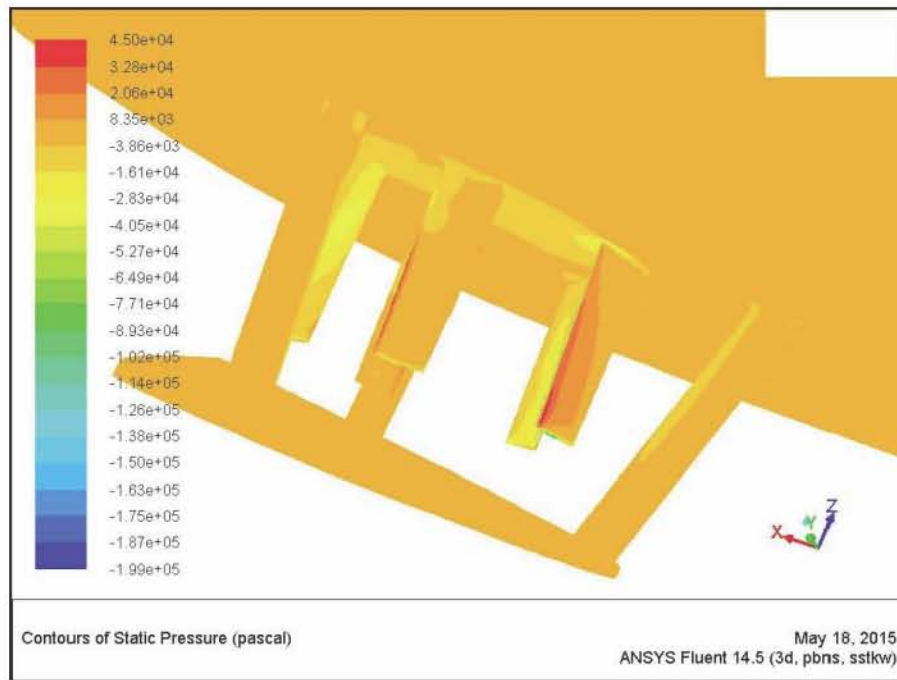 4.50e+04
3.28e+04
2.06e+04
8.35e+03
-3.86e+03
-1.61e+04
-2.83e+04
-4.05e+04
-5.27e+04
-6.49e+04
-7.71e+04
-8.93e+04
-1.02e+05
-1.14e+05
-1.26e+05
-1.38e+05
-1.50e+05
-1.63e+05
-1.75e+05
-1.87e+05
-1.99e+05
Z
Y
X
Contours of Static Pressure (pascal)
May 18, 2015
ANSYS Fluent 14.5 (3d, pbns, sstkw)